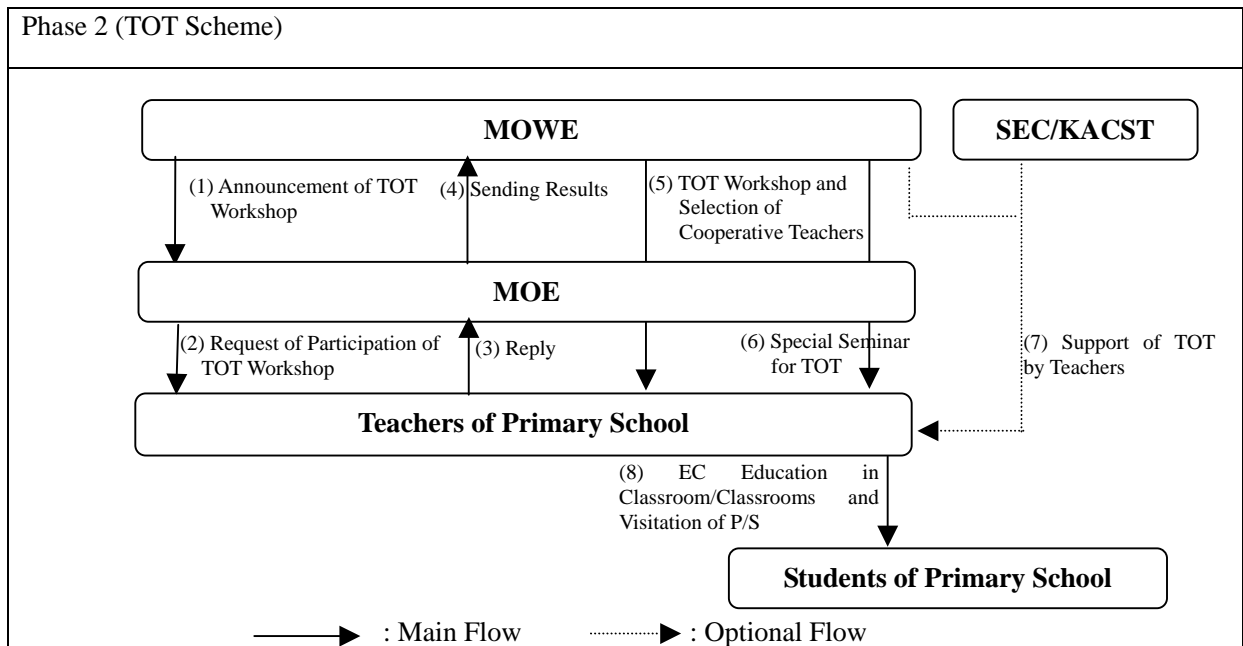 Phase 2 (TOT Scheme)
MOWE
SEC/KACST
(1) Announcement of TOT
Workshop
(4) Sending Results
(5) TOT Workshop and
Selection of
Cooperative Teachers
MOE
(2) Request of Participation of
TOT Workshop
(3) Reply
(6) Special Seminar
for TOT
(7) Support of TOT
by Teachers
Teachers of Primary School
(8) EC Education in
Classroom/Classrooms and
Visitation of P/S
Students of Primary School
: Main Flow
: Optional Flow